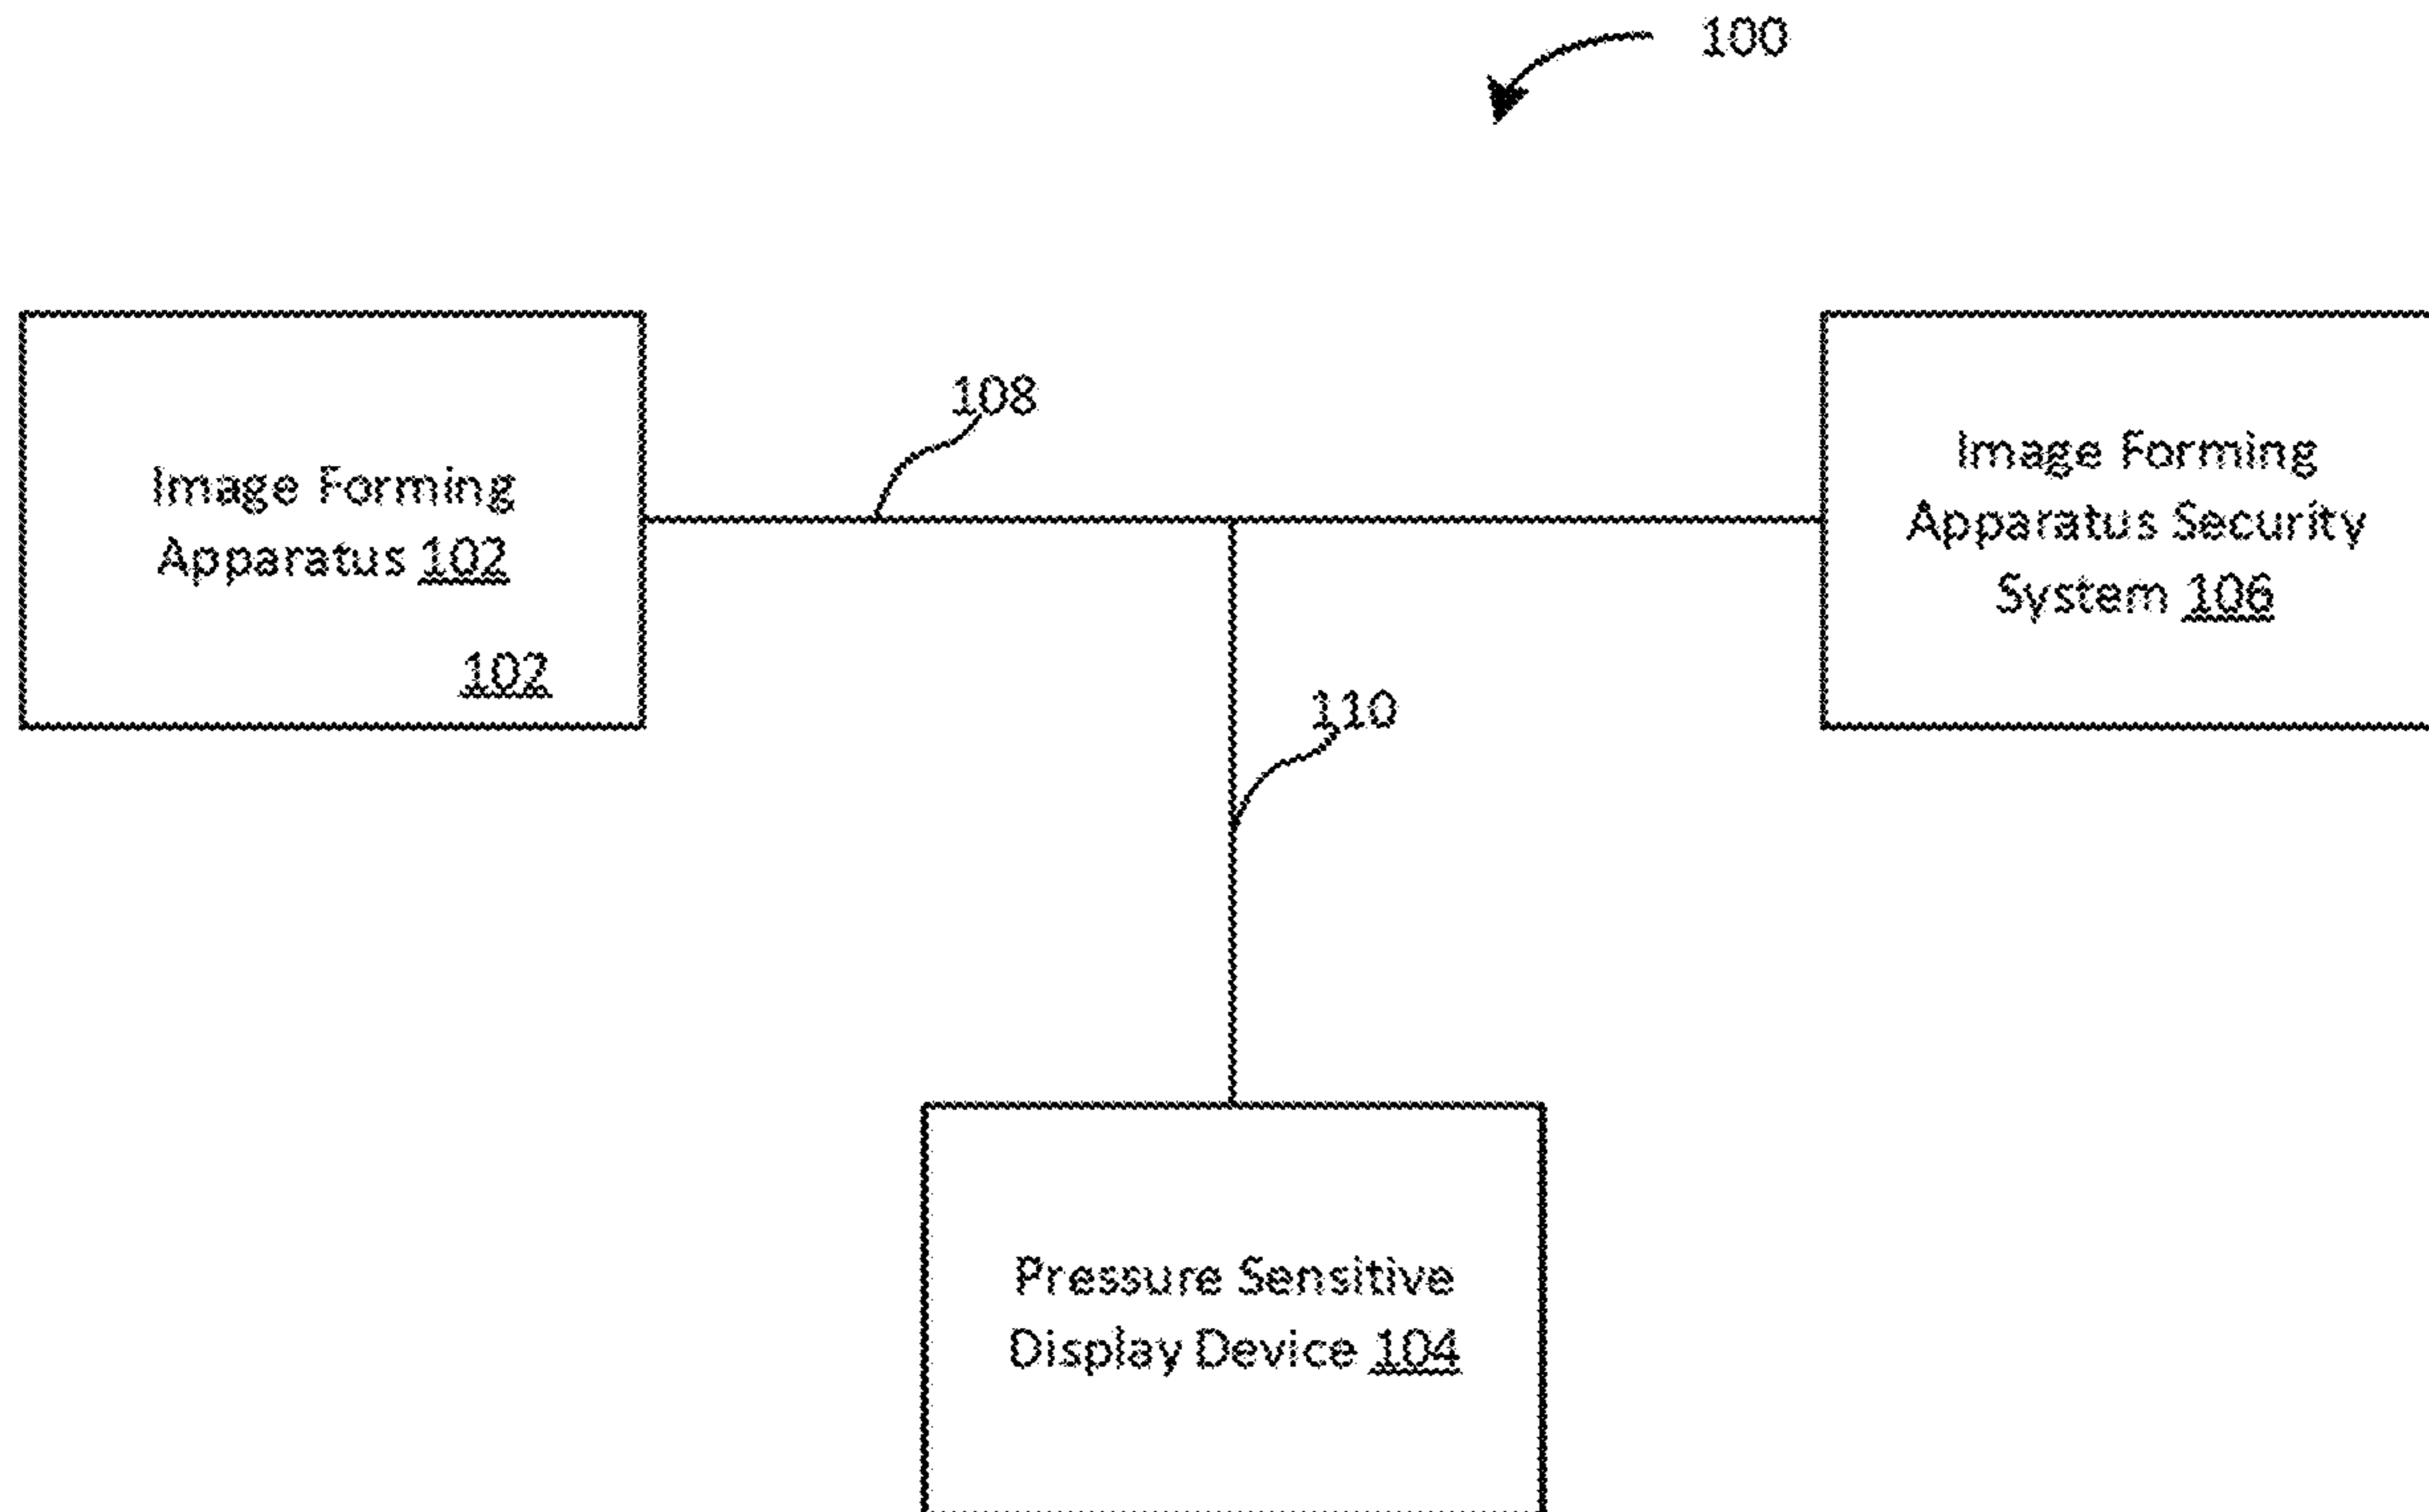 100
108
Image Forming
Apparatus 102
102
Image Forming
Apparatus Security
System 106
110
Pressure Sensitive
Display Device 104